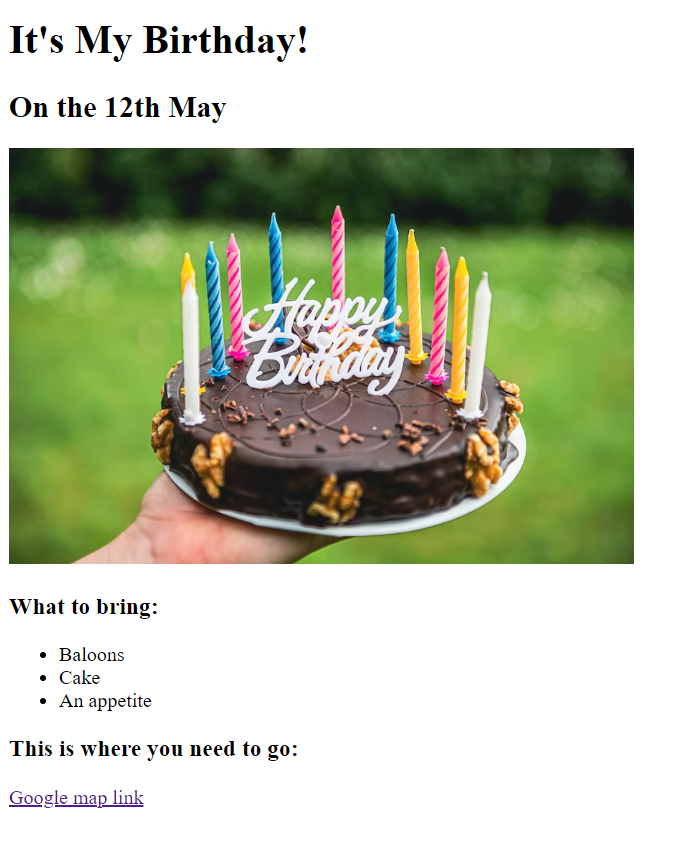 It's My Birthday!
On the 12th May
Happy
Birthday
What to bring:
Baloons
Cake
An appetite
This is where you need to go:
Google map link